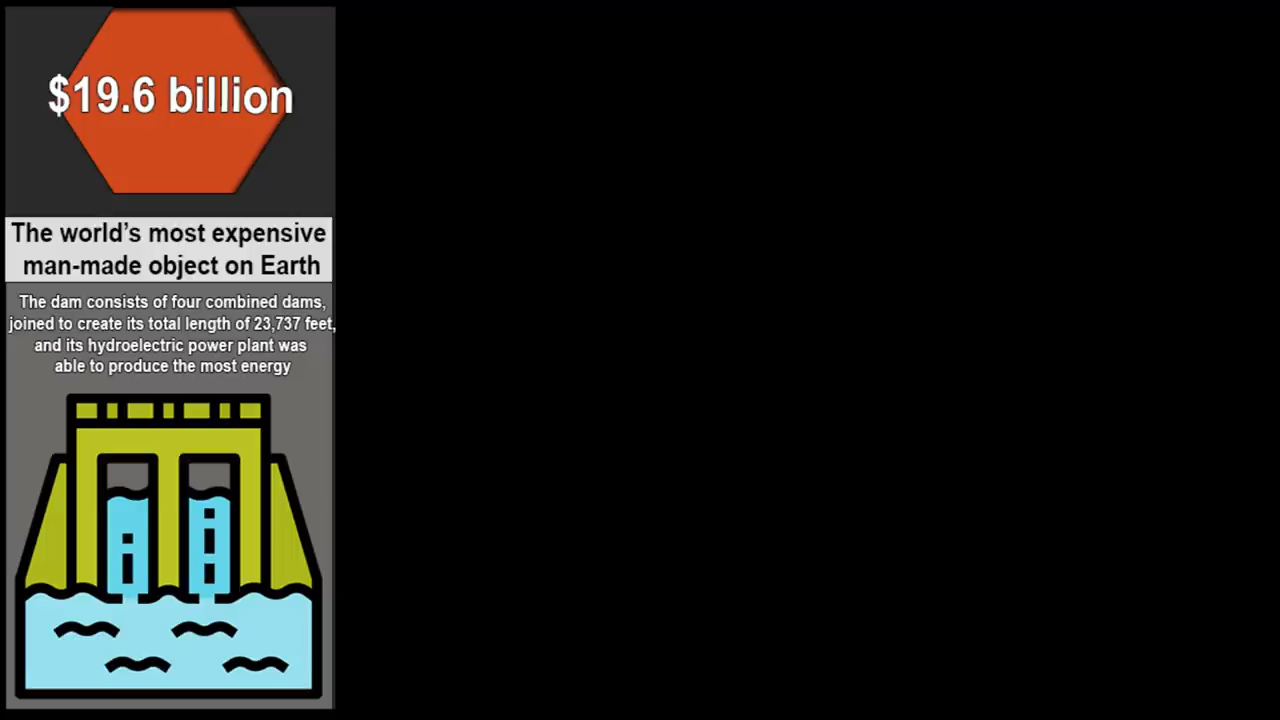 $19.6 billion
The world’s most expensive
man-made object on Earth
The dam consists of four combined dams,
joined to create its total length of 23,737 feet,
and its hydroelectric power plant was
able to produce the most energy